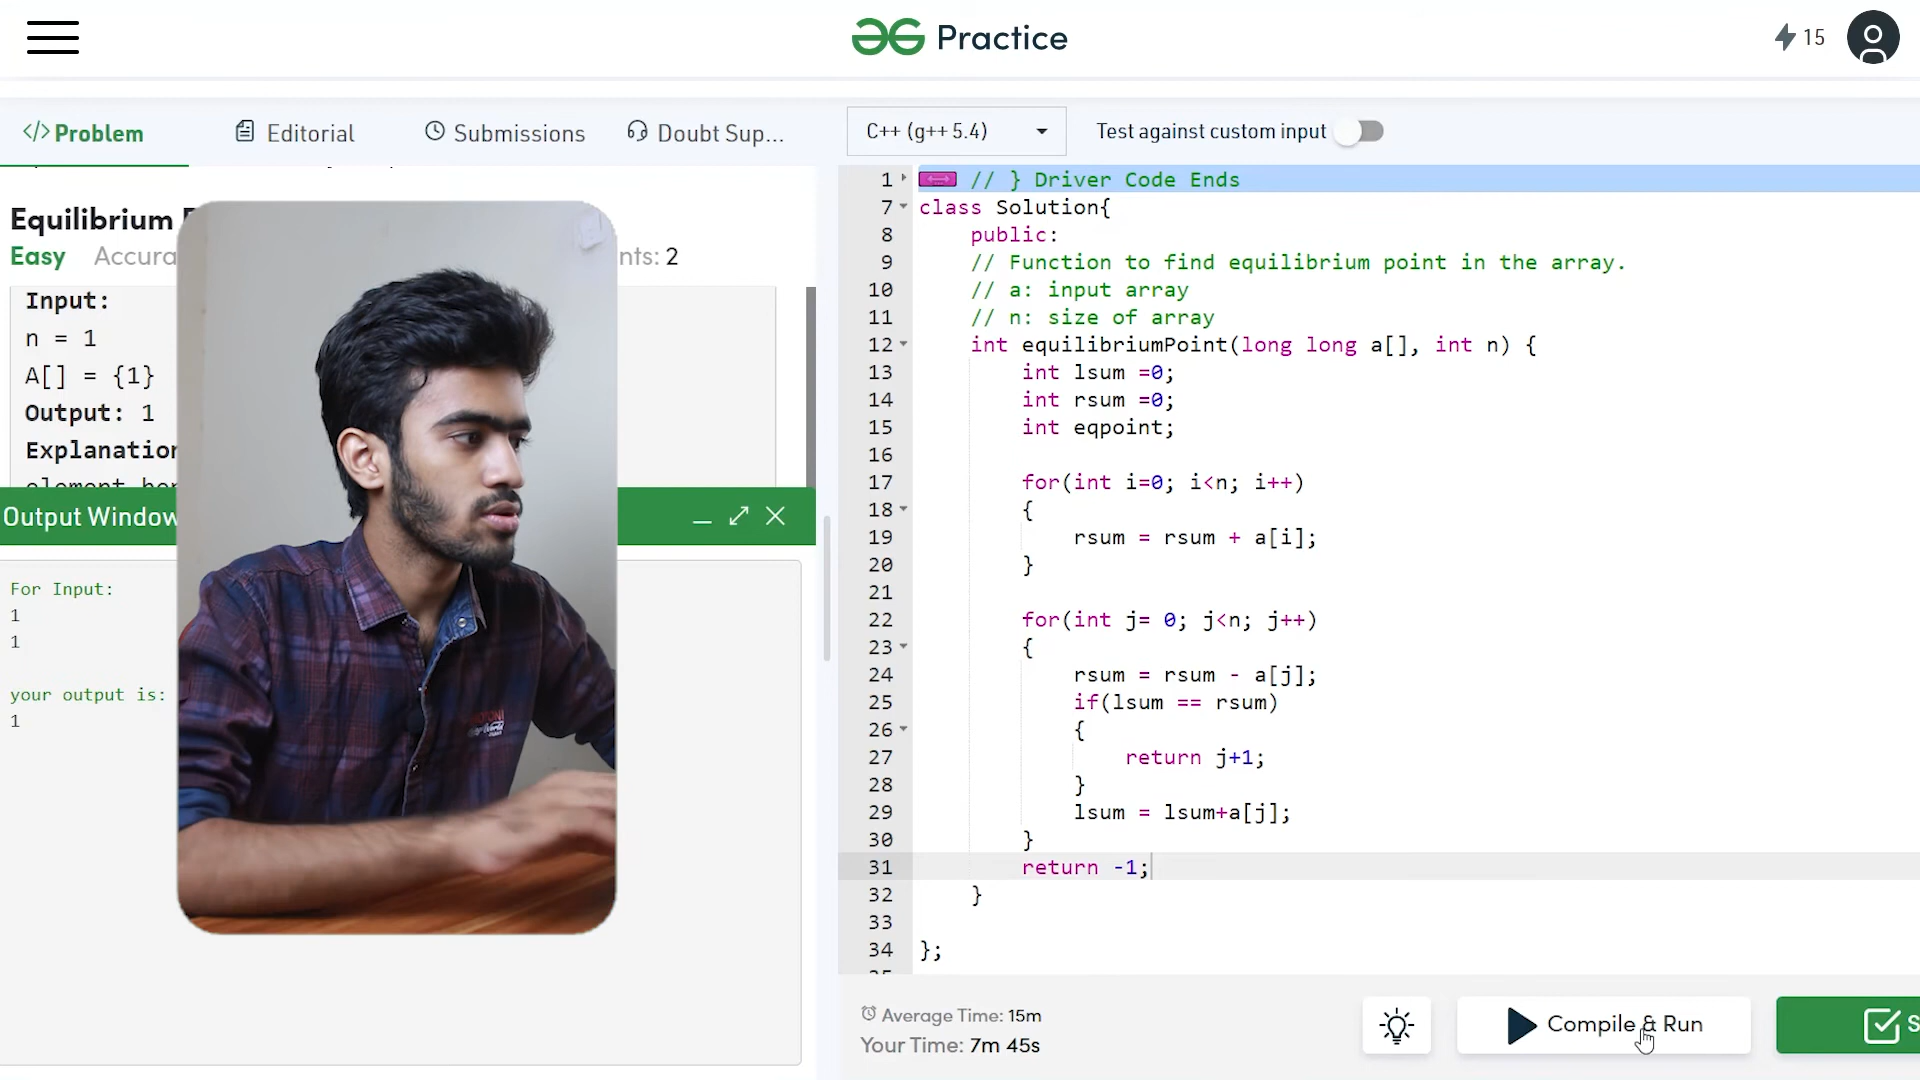 Practice
15
Problem
Editorial
Submissions
Doubt Sup...
C++ (g++ 5.4)
Test against custom input
Equilibrium
Easy
Accura
nts: 2
Input:
n = 1
A[] = {1}
Output: 1
Explanation
Output Window
For Input:
1
1
your output is:
1
1 // } Driver Code Ends
7 class Solution{
8 public:
9 // Function to find equilibrium point in the array.
10 // a: input array
11 // n: size of array
12 int equilibriumPoint(long long a[], int n) {
13 int lsum =0;
14 int rsum =0;
15 int eqpoint;
16
17 for(int i=0; i<n; i++)
18 {
19 rsum = rsum + a[i];
20 }
21
22 for(int j= 0; j<n; j++)
23 {
24 rsum = rsum - a[j];
25 if(lsum == rsum)
26 {
27 return j+1;
28 }
29 lsum = lsum+a[j];
30 }
31 return -1;
32 }
33
34 };
Average Time: 15m
Your Time: 7m 45s
Compile & Run
S